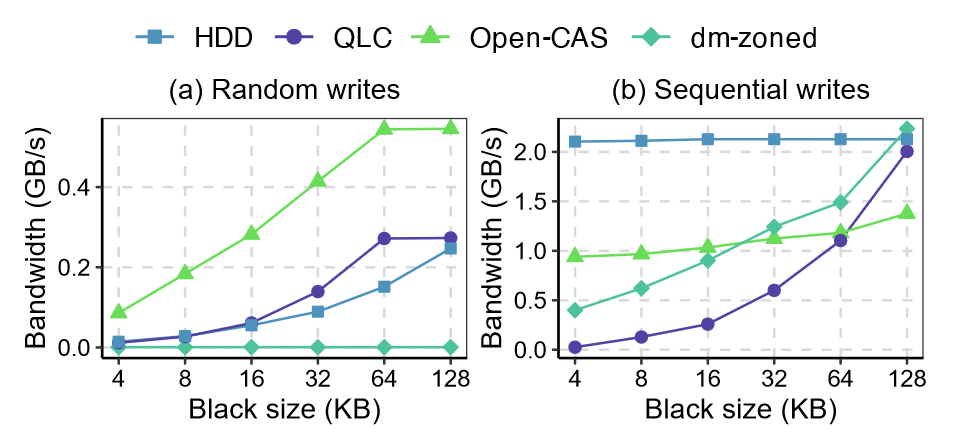 HDD QLC Open-CAS dm-zoned
(a) Random writes
Bandwidth (GB/s)
0.4
0.2
0.0
4 8 16 32 64 128
Black size (KB)
(b) Sequential writes
Bandwidth (GB/s)
2.0
1.5
1.0
0.5
0.0
4 8 16 32 64 128
Black size (KB)